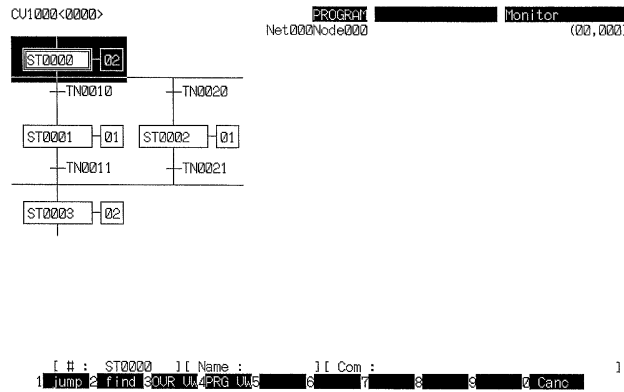 CV1000<0000> PROGRAM Monitor
Net000Node000 (00,000)
ST0000 02
TN0010 TN0020
ST0001 01 ST0002 01
TN0011 TN0021
ST0003 02
[ # : ST0000 ][ Name : ][ Com : ]
1 jump 2 find 3OVR VW4PRG VW5 6 7 8 9 0 Canc